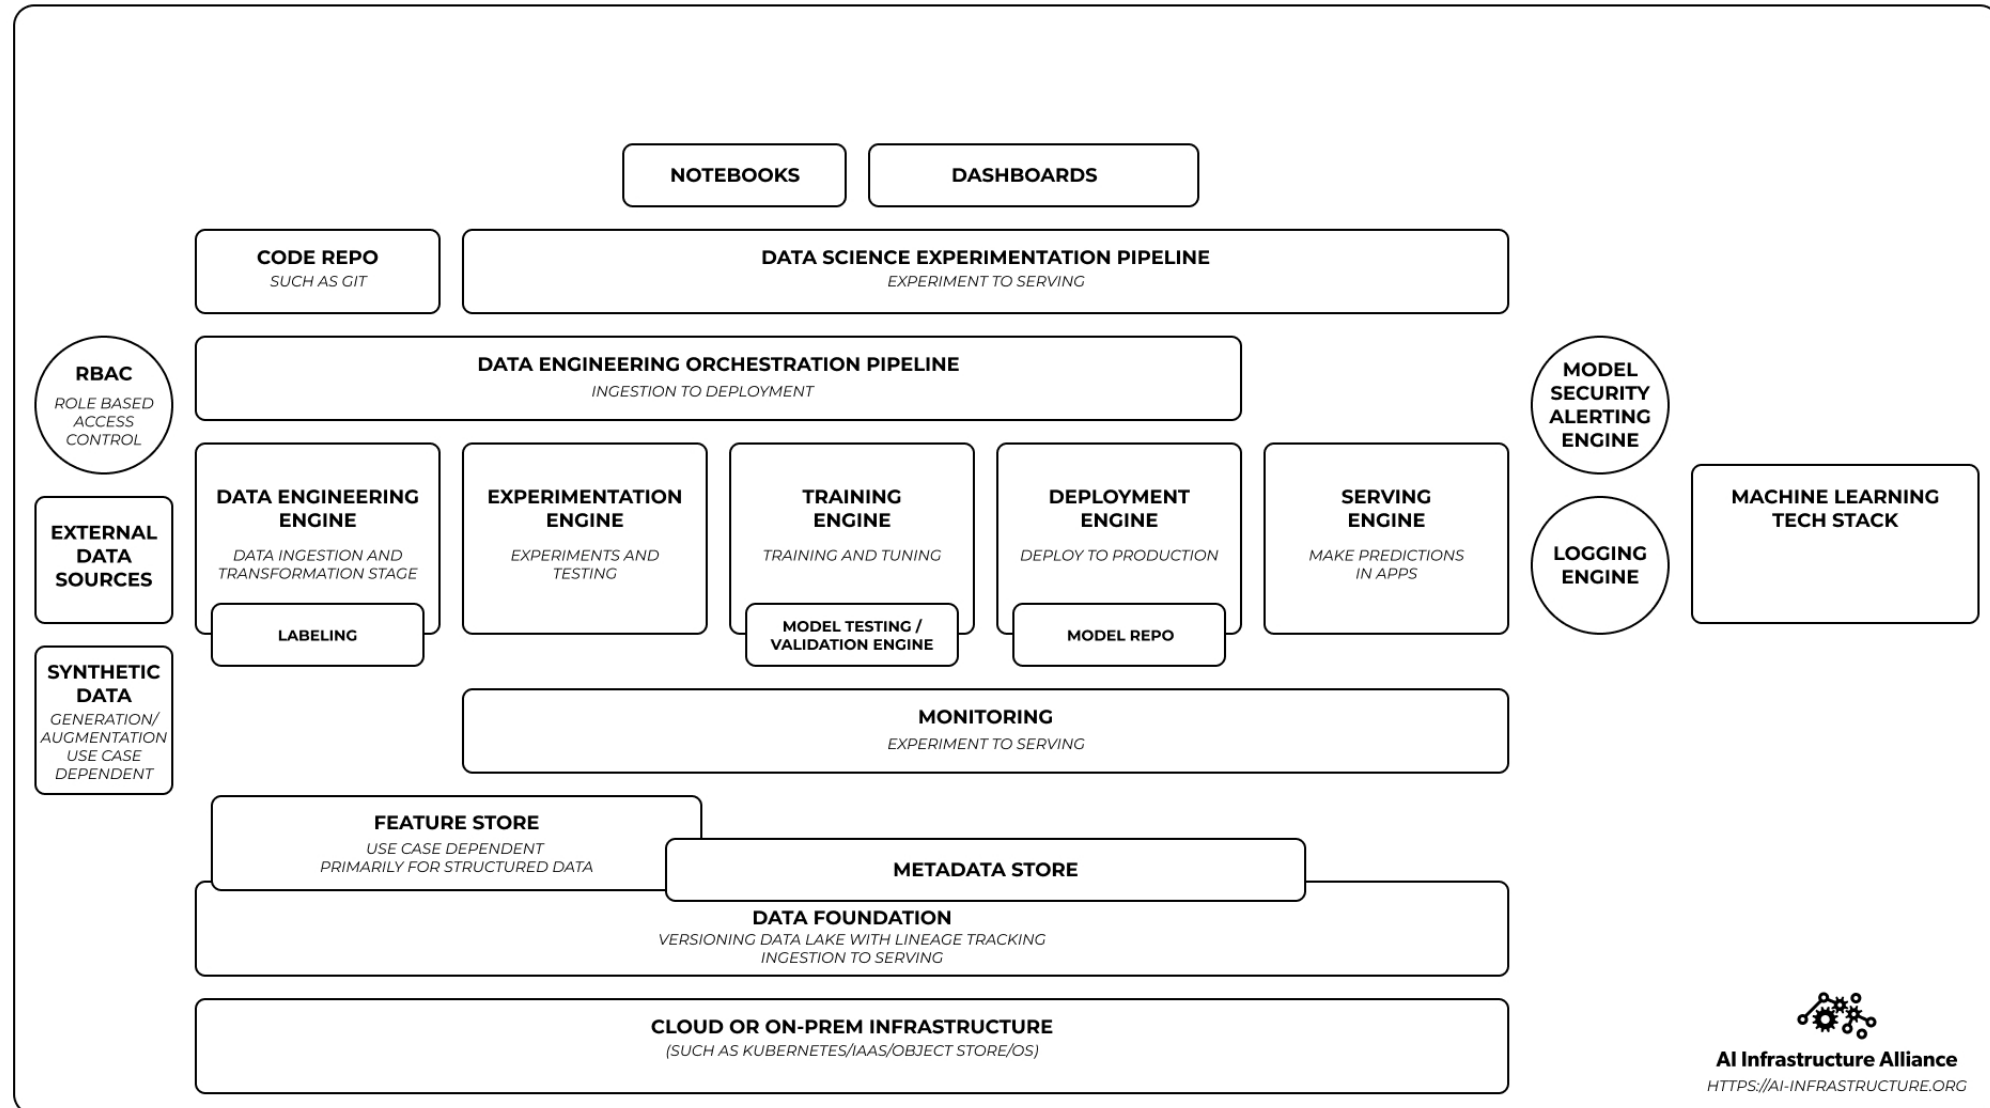 NOTEBOOKS
DASHBOARDS
CODE REPO
SUCH AS GIT
DATA SCIENCE EXPERIMENTATION PIPELINE
EXPERIMENT TO SERVING
RBAC
ROLE BASED
ACCESS
CONTROL
DATA ENGINEERING ORCHESTRATION PIPELINE
INGESTION TO DEPLOYMENT
MODEL
SECURITY
ALERTING
ENGINE
EXTERNAL
DATA
SOURCES
DATA ENGINEERING
ENGINE
DATA INGESTION AND
TRANSFORMATION STAGE
LABELING
EXPERIMENTATION
ENGINE
EXPERIMENTS AND
TESTING
TRAINING
ENGINE
TRAINING AND TUNING
MODEL TESTING /
VALIDATION ENGINE
DEPLOYMENT
ENGINE
DEPLOY TO PRODUCTION
MODEL REPO
SERVING
ENGINE
MAKE PREDICTIONS
IN APPS
LOGGING
ENGINE
MACHINE LEARNING
TECH STACK
SYNTHETIC
DATA
GENERATION/
AUGMENTATION
USE CASE
DEPENDENT
MONITORING
EXPERIMENT TO SERVING
FEATURE STORE
USE CASE DEPENDENT
PRIMARILY FOR STRUCTURED DATA
METADATA STORE
DATA FOUNDATION
VERSIONING DATA LAKE WITH LINEAGE TRACKING
INGESTION TO SERVING
CLOUD OR ON-PREM INFRASTRUCTURE
(SUCH AS KUBERNETES/IAAS/OBJECT STORE/OS)
AI Infrastructure Alliance
HTTPS://AI-INFRASTRUCTURE.ORG